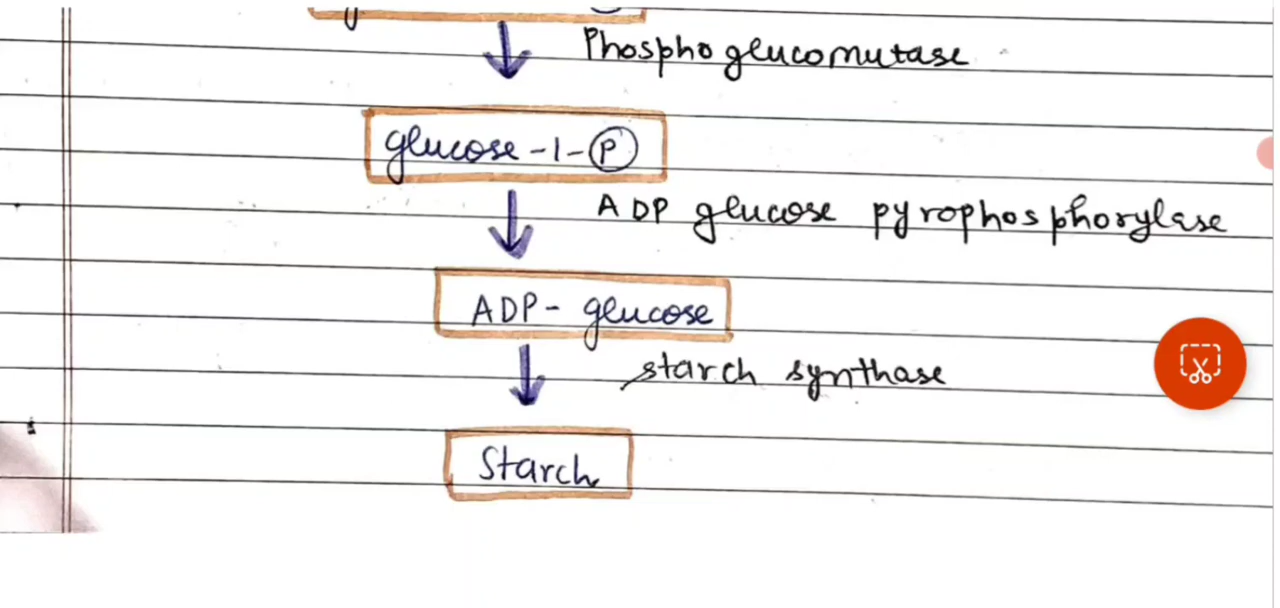 Phosphoglucomutase
glucose-1-P
ADP glucose pyrophosphorylase
ADP-glucose
starch synthase
Starch